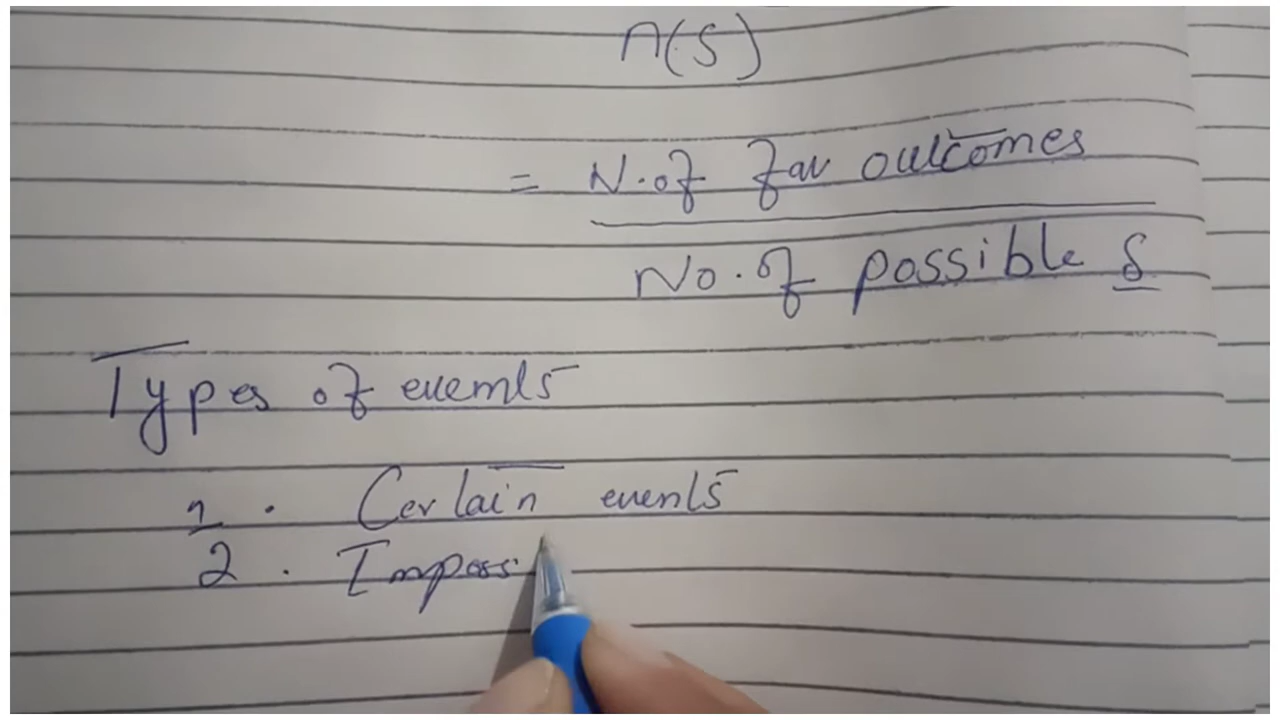 n(S)
= N.of fav outcomes
No.of possible S
Types of events
1. Certain events
2. Imposs